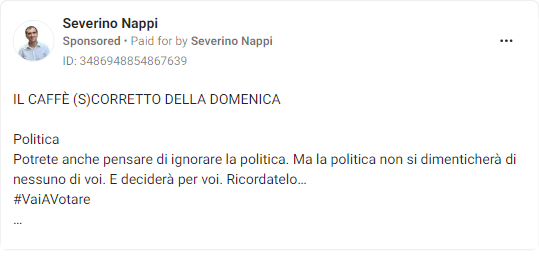 Severino Nappi
Sponsored • Paid for by Severino Nappi
ID: 3486948854867639
IL CAFFÈ (S)CORRETTO DELLA DOMENICA
Politica
Potrete anche pensare di ignorare la politica. Ma la politica non si dimenticherà di
nessuno di voi. E deciderà per voi. Ricordatelo…
#VaiAVotare
...